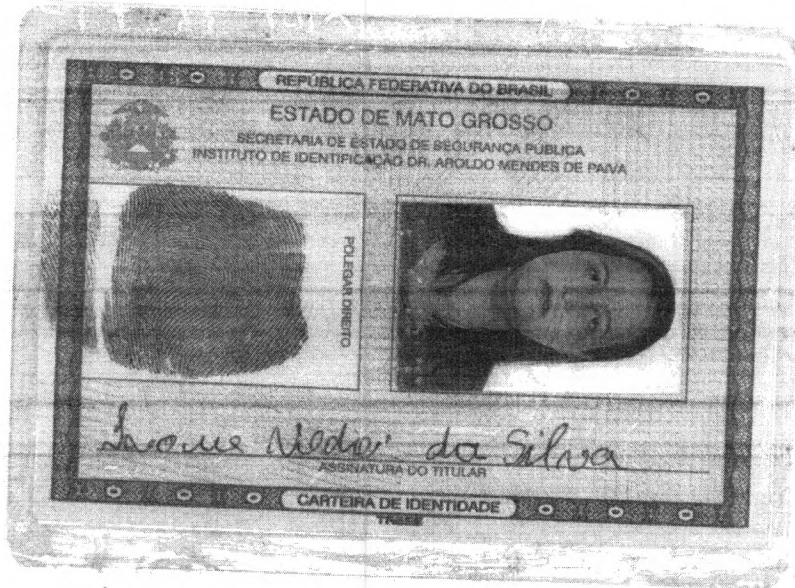 REPÚBLICA FEDERATIVA DO BRASIL
ESTADO DE MATO GROSSO
SECRETARIA DE ESTADO DE SEGURANÇA PÚBLICA
INSTITUTO DE IDENTIFICAÇÃO DR. AROLDO MENDES DE PAIVA
POLEGAR DIREITO
da Silva
ASSINATURA DO TITULAR
CARTEIRA DE IDENTIDADE